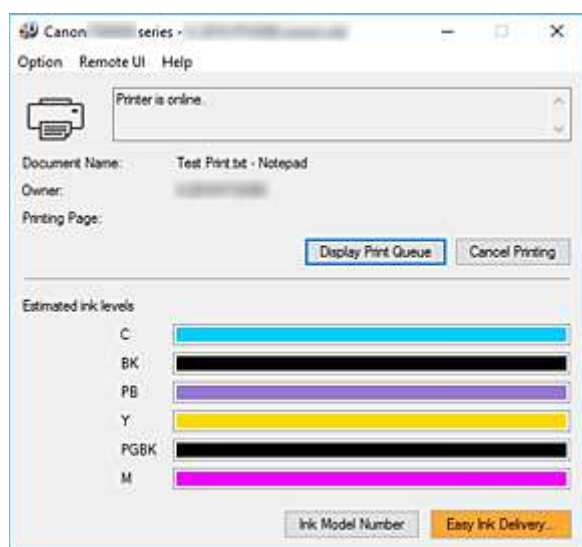 Canon series -
Option Remote UI Help
Printer is online.
Document Name: Test Print.txt - Notepad
Owner:
Printing Page:
Display Print Queue Cancel Printing
Estimated ink levels
C
BK
PB
Y
PGBK
M
Ink Model Number Easy Ink Delivery...